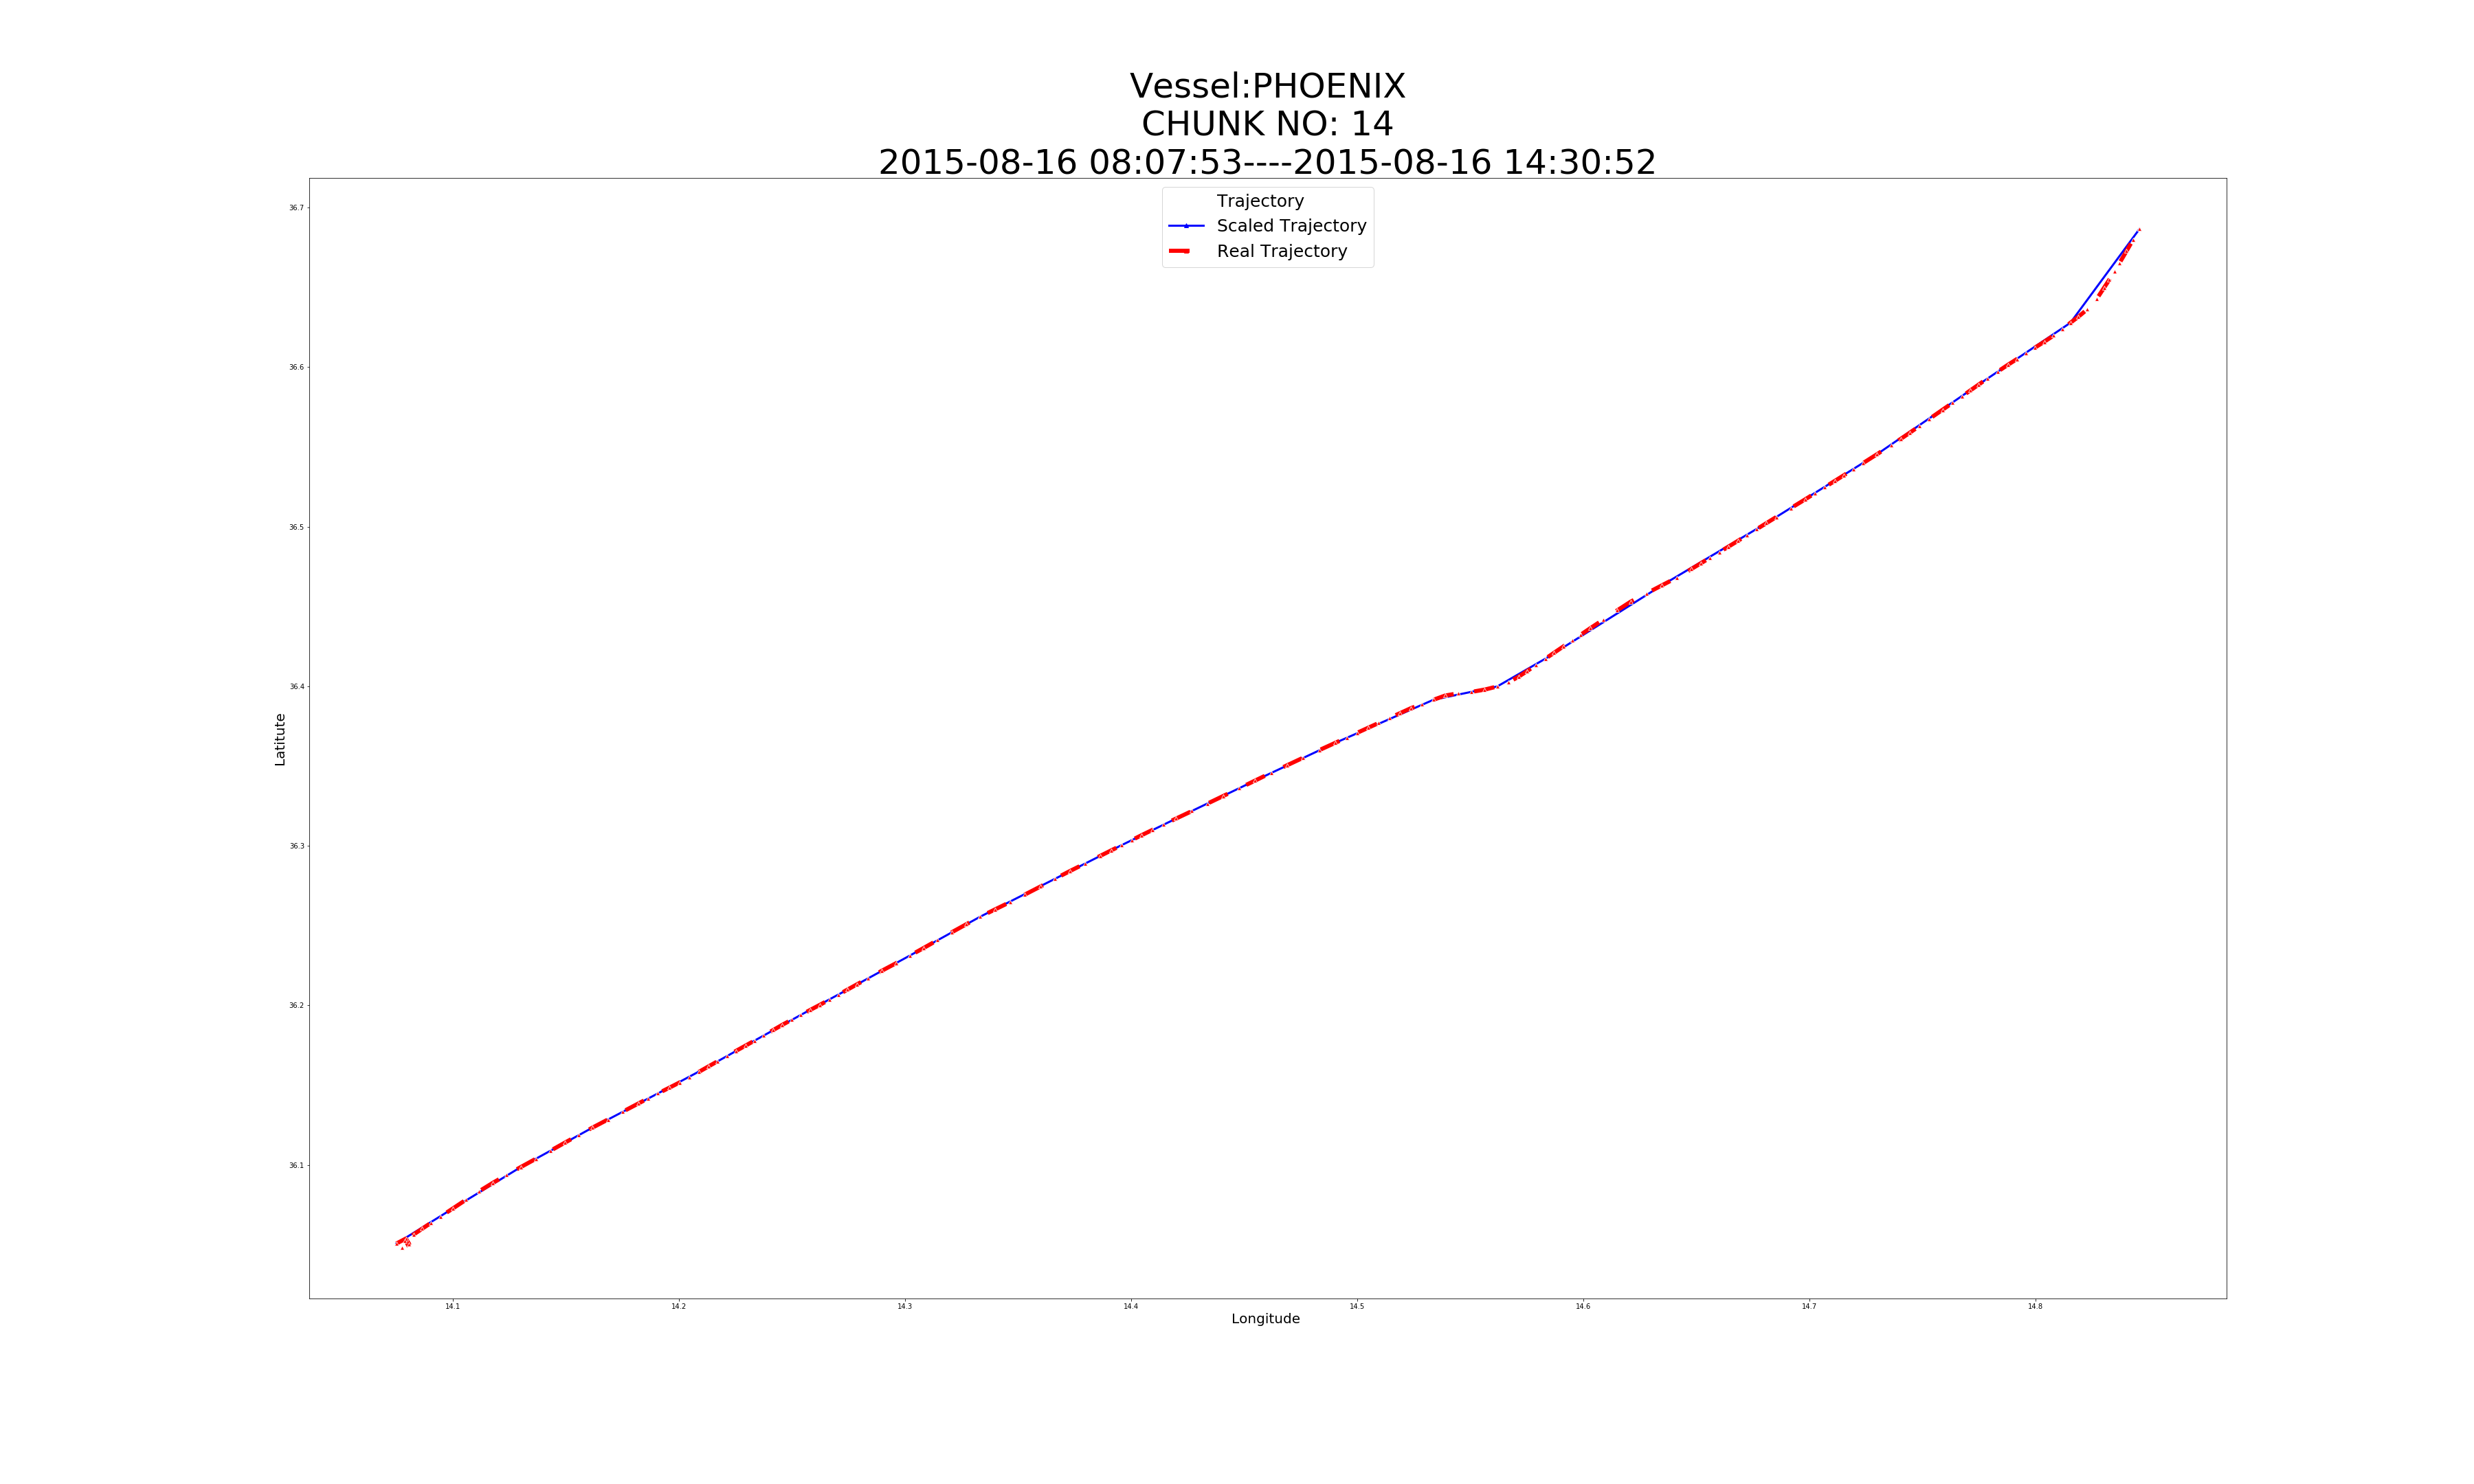 Vessel:PHOENIX
CHUNK NO: 14
2015-08-16 08:07:53----2015-08-16 14:30:52
Trajectory
Scaled Trajectory
Real Trajectory
36.7
36.6
36.5
36.4
36.3
36.2
36.1
Latitute
14.1 14.2 14.3 14.4 14.5 14.6 14.7 14.8
Longitude